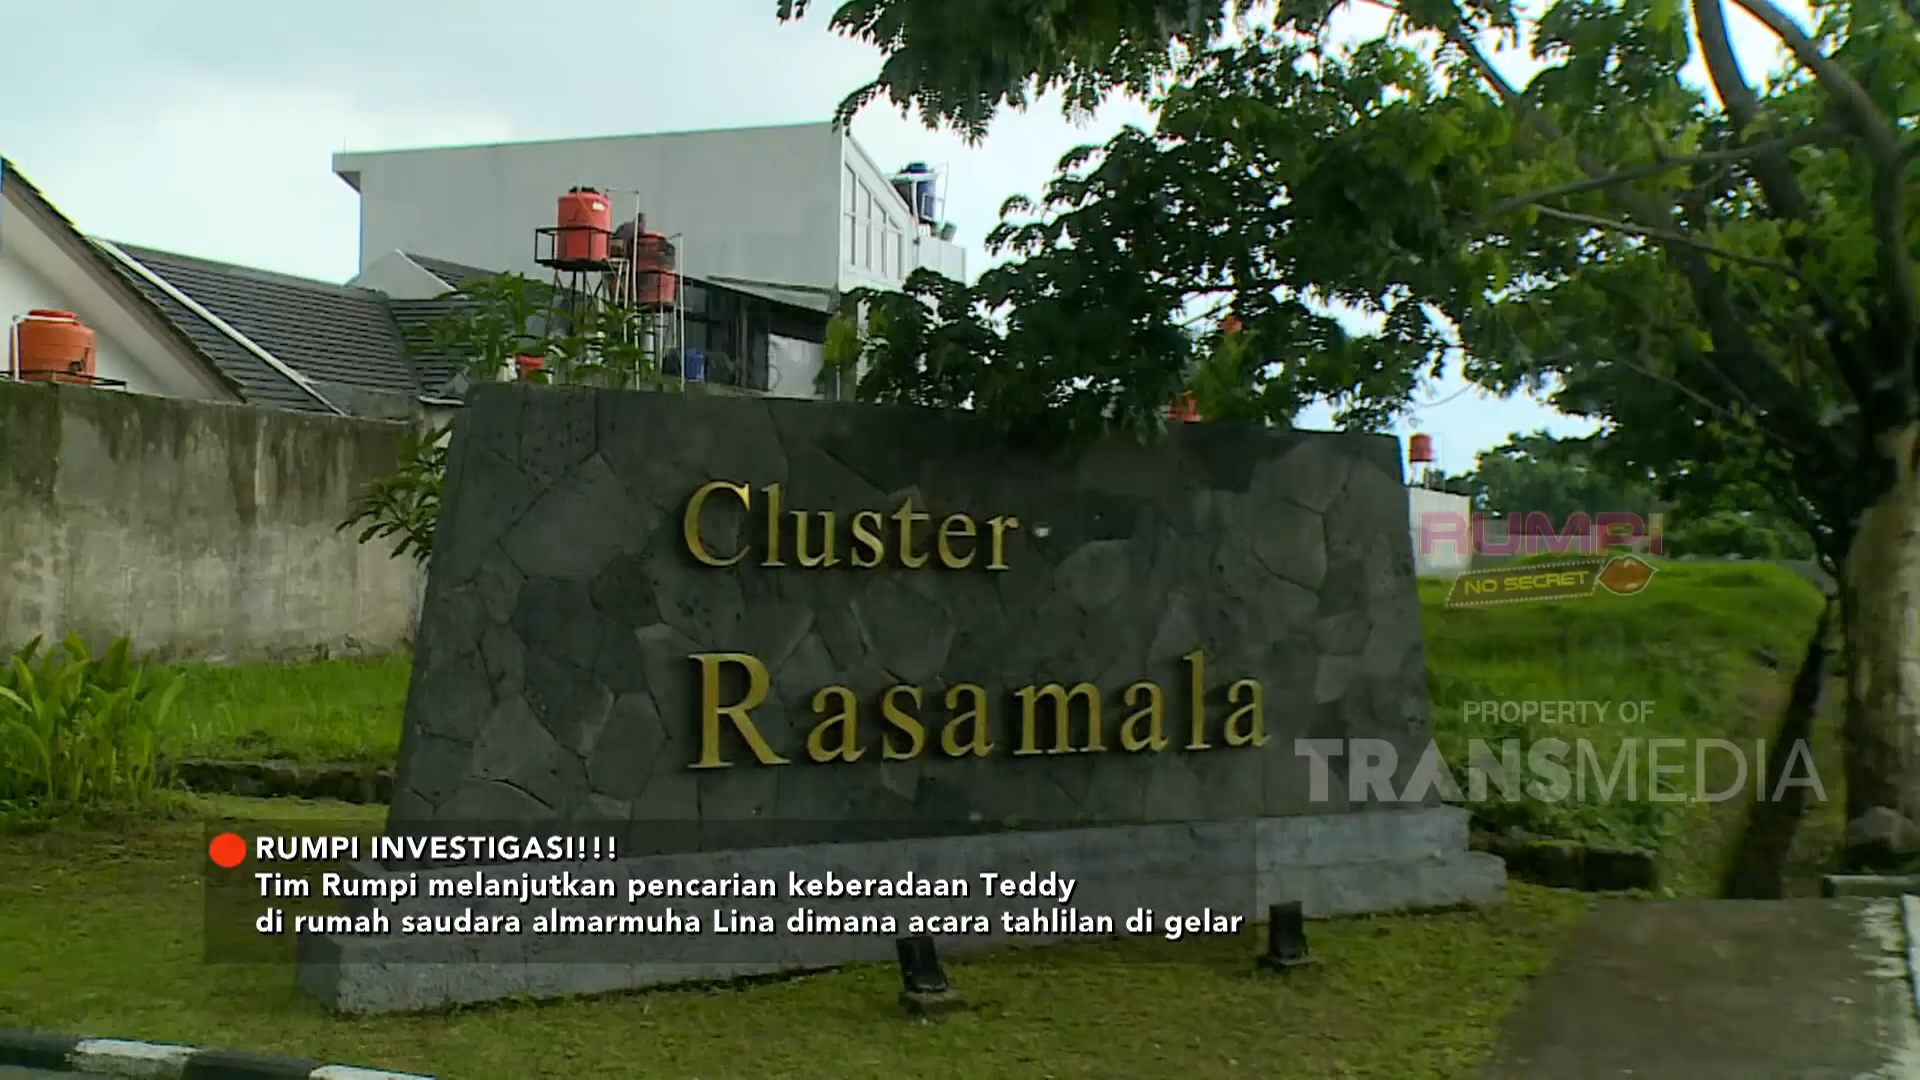 Cluster
Rasamala
RUMPI
NO SECRET
PROPERTY OF
TRANSMEDIA
RUMPI INVESTIGASI!!!
Tim Rumpi melanjutkan pencarian keberadaan Teddy
di rumah saudara almarmuha Lina dimana acara tahlilan di gelar